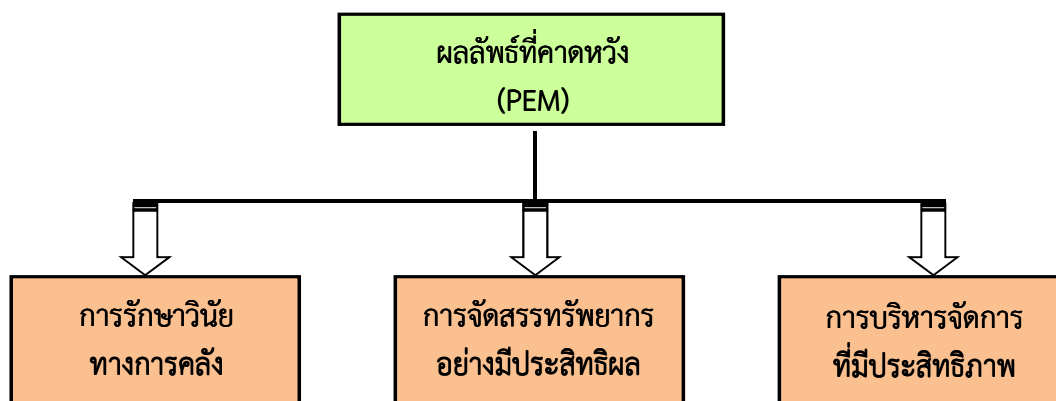 ผลลัพธ์ที่คาดหวัง
(PEM)
การรักษาวินัย
ทางการคลัง
การจัดสรรทรัพยากร
อย่างมีประสิทธิผล
การบริหารจัดการ
ที่มีประสิทธิภาพ